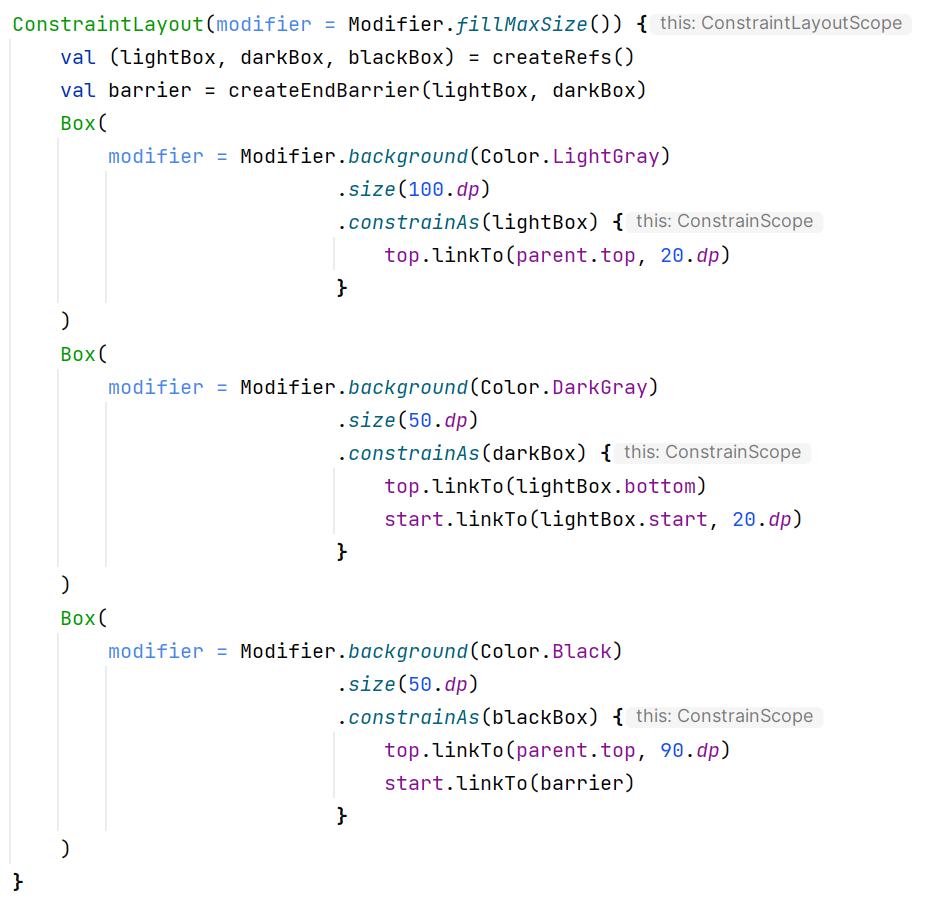 ConstraintLayout(modifier = Modifier.fillMaxSize()) { this: ConstraintLayoutScope
    val (lightBox, darkBox, blackBox) = createRefs()
    val barrier = createEndBarrier(lightBox, darkBox)
    Box(
        modifier = Modifier.background(Color.LightGray)
                           .size(100.dp)
                           .constrainAs(lightBox) { this: ConstrainScope
                               top.linkTo(parent.top, 20.dp)
                           }
    )
    Box(
        modifier = Modifier.background(Color.DarkGray)
                           .size(50.dp)
                           .constrainAs(darkBox) { this: ConstrainScope
                               top.linkTo(lightBox.bottom)
                               start.linkTo(lightBox.start, 20.dp)
                           }
    )
    Box(
        modifier = Modifier.background(Color.Black)
                           .size(50.dp)
                           .constrainAs(blackBox) { this: ConstrainScope
                               top.linkTo(parent.top, 90.dp)
                               start.linkTo(barrier)
                           }
    )
}